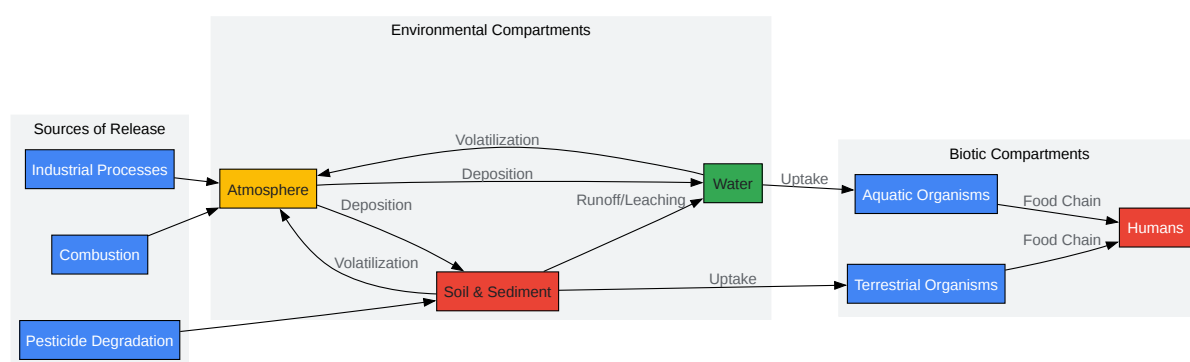 Environmental Compartments
Sources of Release
Industrial Processes
Combustion
Pesticide Degradation
Atmosphere
Volatilization
Deposition
Deposition
Volatilization
Runoff/Leaching
Water
Soil & Sediment
Uptake
Uptake
Biotic Compartments
Aquatic Organisms
Terrestrial Organisms
Food Chain
Food Chain
Humans